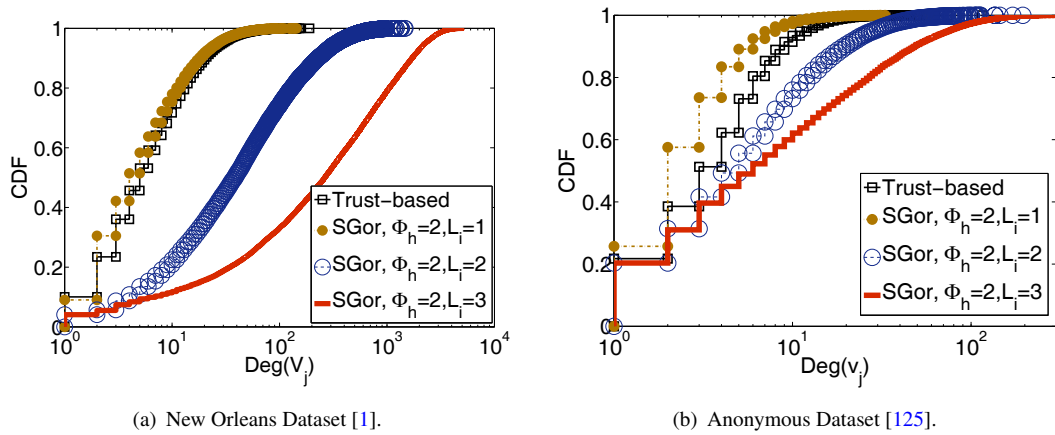 1
0.8
0.6
0.4
0.2
0
CDF
10^0 10^1 10^2 10^3 10^4
Deg(V_j)
Trust-based
SGor, Φ_h=2,L_i=1
SGor, Φ_h=2,L_i=2
SGor, Φ_h=2,L_i=3
(a) New Orleans Dataset [1].
1
0.8
0.6
0.4
0.2
0
CDF
10^0 10^1 10^2
Deg(v_j)
Trust-based
SGor, Φ_h=2,L_i=1
SGor, Φ_h=2,L_i=2
SGor, Φ_h=2,L_i=3
(b) Anonymous Dataset [125].